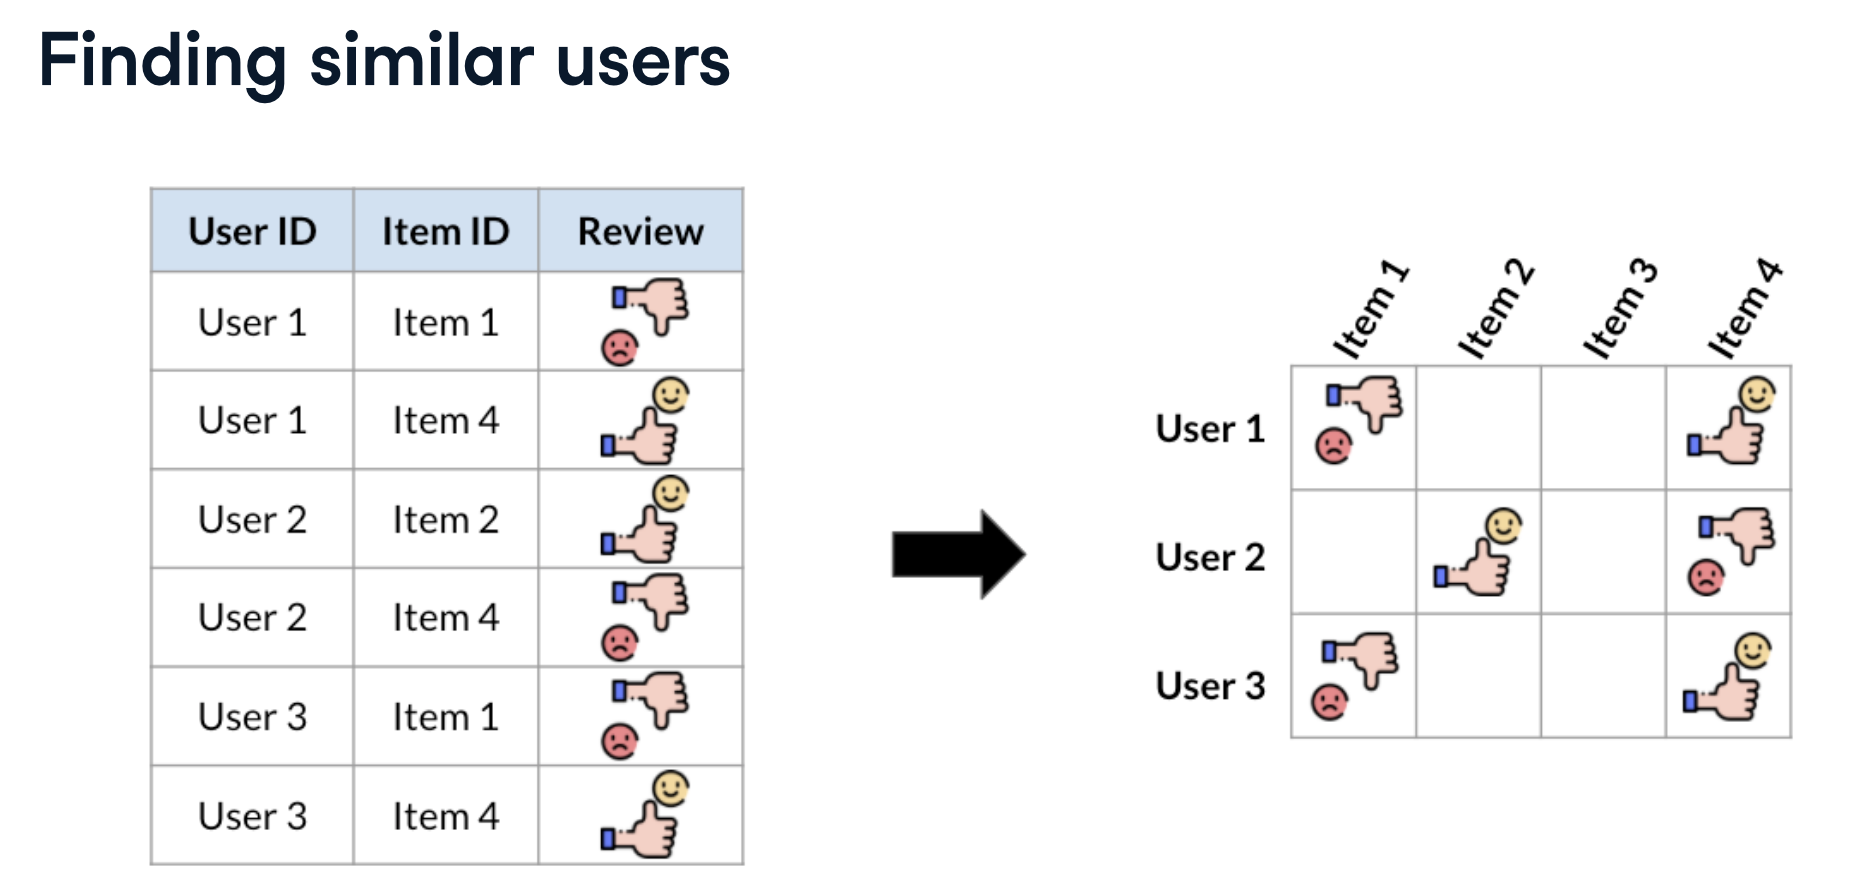 Finding similar users
User ID Item ID Review
User 1 Item 1
User 1 Item 4
User 2 Item 2
User 2 Item 4
User 3 Item 1
User 3 Item 4
Item 1 Item 2 Item 3 Item 4
User 1
User 2
User 3